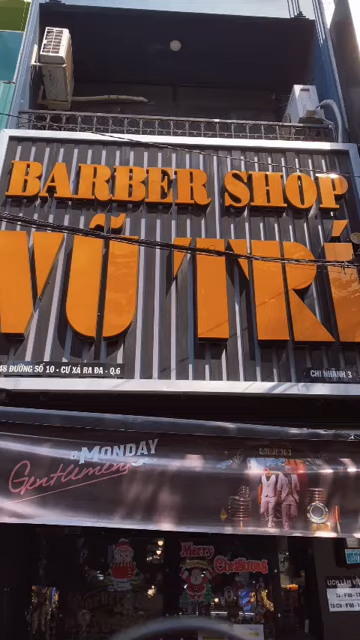 BARBER SHOP
VŨ TRÍ
48 ĐƯỜNG SỐ 10 - CƯ XÁ RA ĐA - Q.6
CHI NHÁNH 3
MONDAY
Gentlemen
Merry Christmas